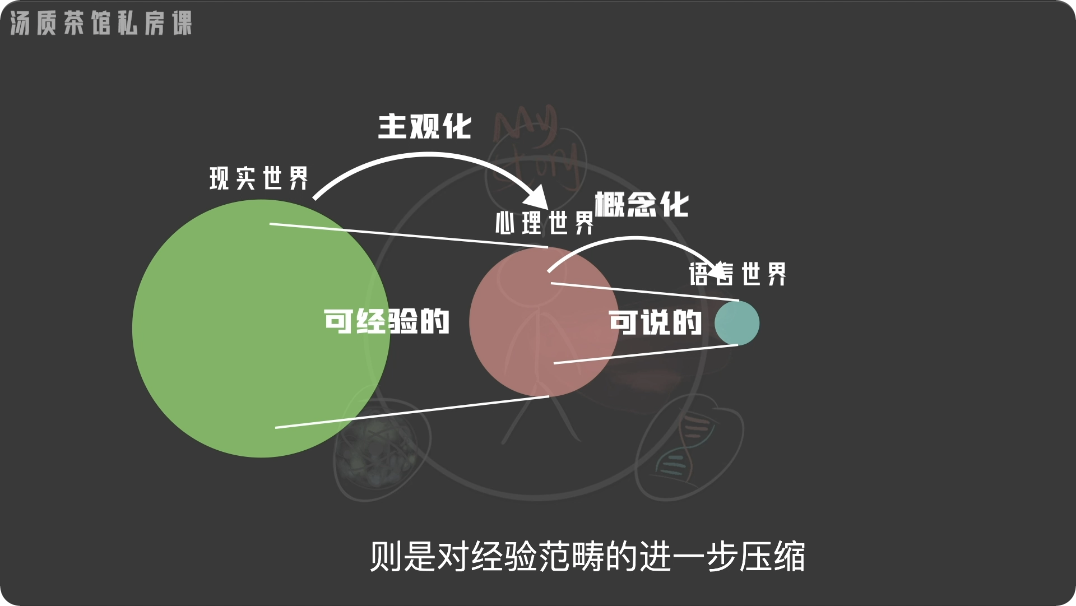 汤质茶馆私房课
My
story
主观化
现实世界
概念化
心理世界
语言世界
可经验的
可说的
则是对经验范畴的进一步压缩